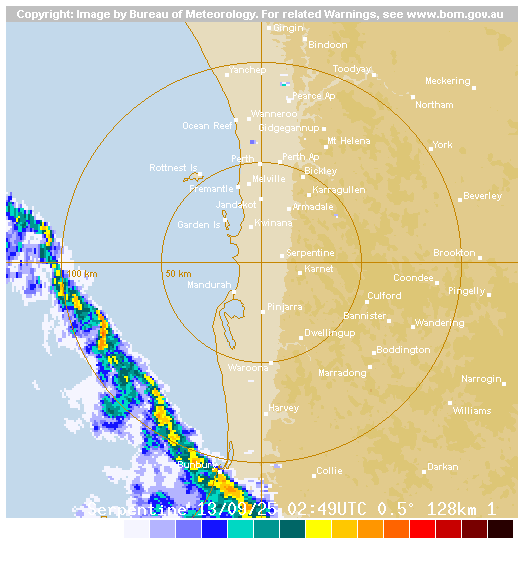 Copyright: Image by Bureau of Meteorology. For related Warnings, see www.bom.gov.au
Gingin
Bindoon
Yanchep
Toodyay
Meckering
Pearce Ap
Northam
Wanneroo
Ocean Reef
Gidgegannup
Mt Helena
York
Perth
Perth Ap
Rottnest Is
Bickley
Melville
Fremantle
Karragullen
Beverley
Jandakot
Armadale
Garden Is
Kwinana
Serpentine
Brookton
100 km
50 km
Karnet
Coondee
Mandurah
Cufford
Pingelly
Pinjarra
Bannister
Wandering
Dwellingup
Boddington
Waroona
Marradong
Narrogin
Harvey
Williams
Bunbury
Collie
Darkan
Serpentine 13/09/25 02:49UTC 0.5° 128km 1